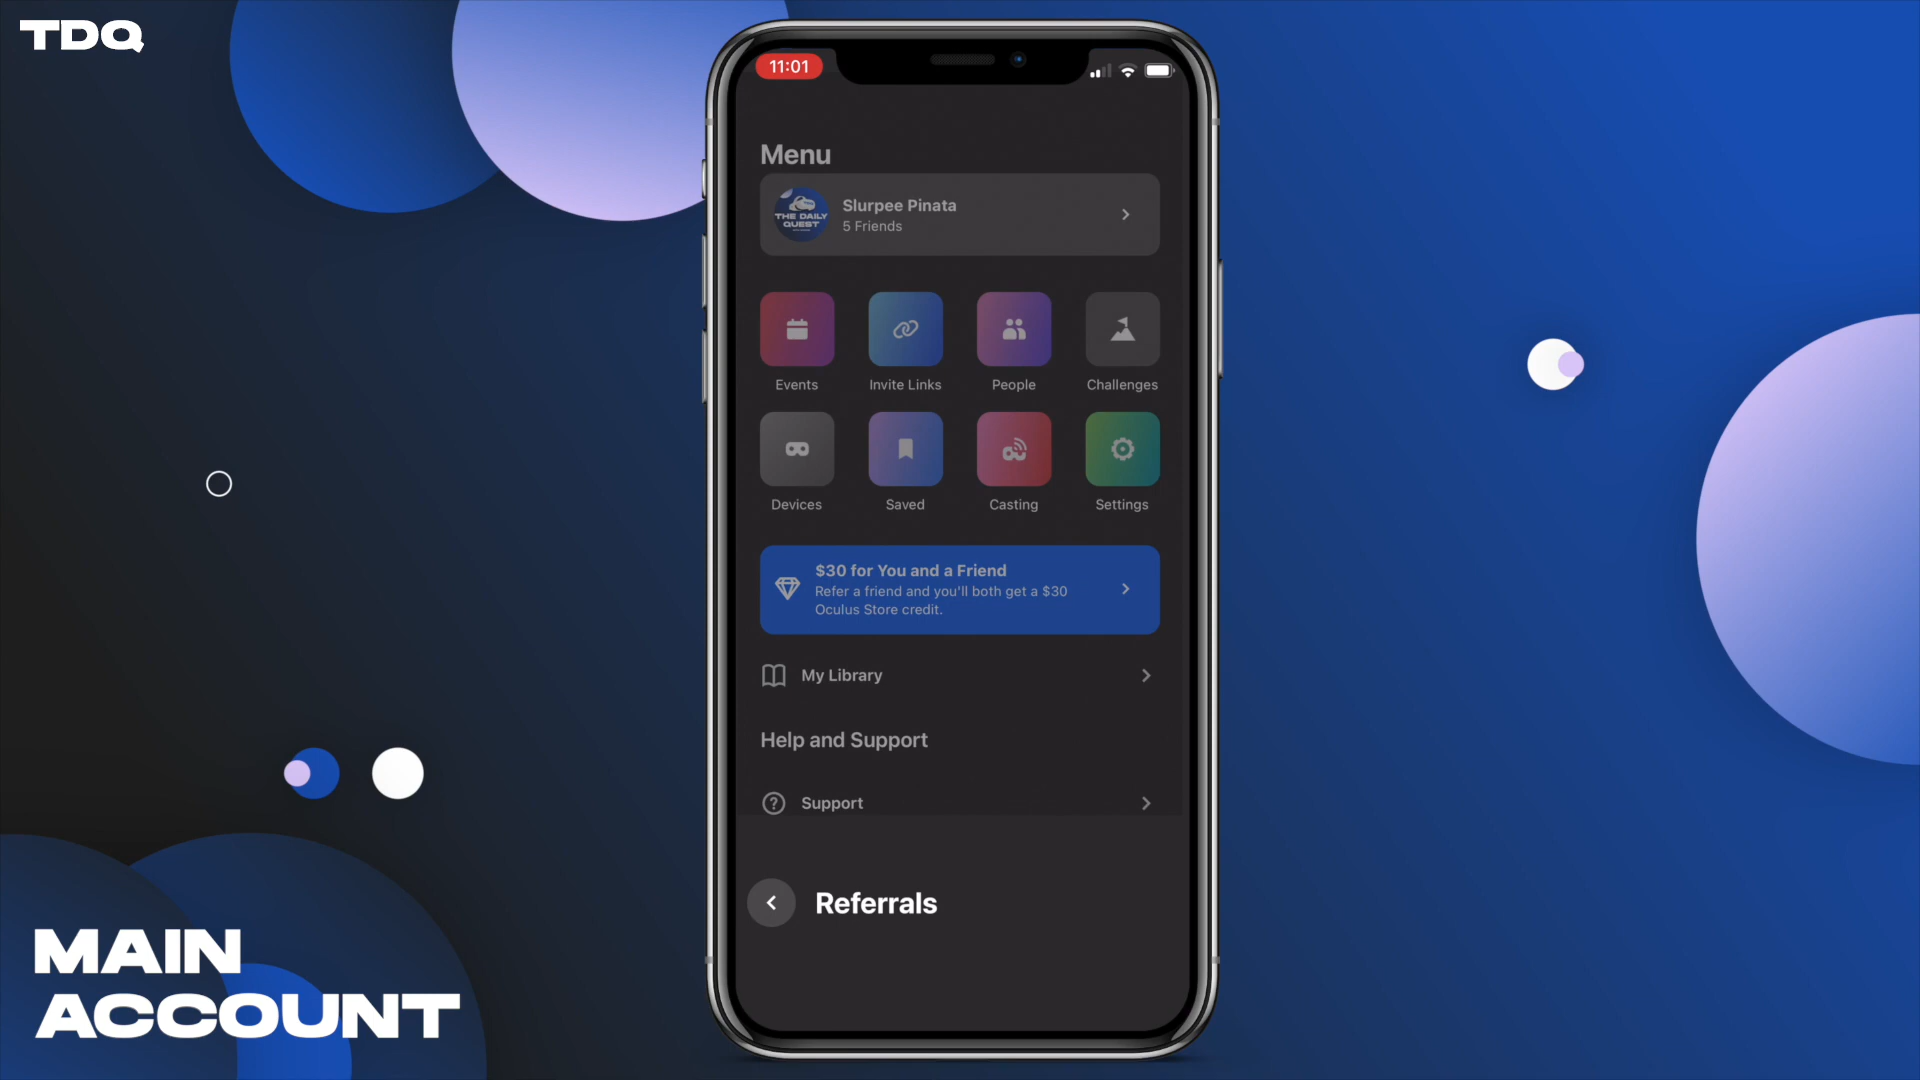 TDQ
11:01
Menu
THE DAILY
QUEST
Slurpee Pinata
5 Friends
Events
Invite Links
People
Challenges
Devices
Saved
Casting
Settings
$30 for You and a Friend
Refer a friend and you'll both get a $30
Oculus Store credit.
My Library
Help and Support
Support
Referrals
MAIN
ACCOUNT